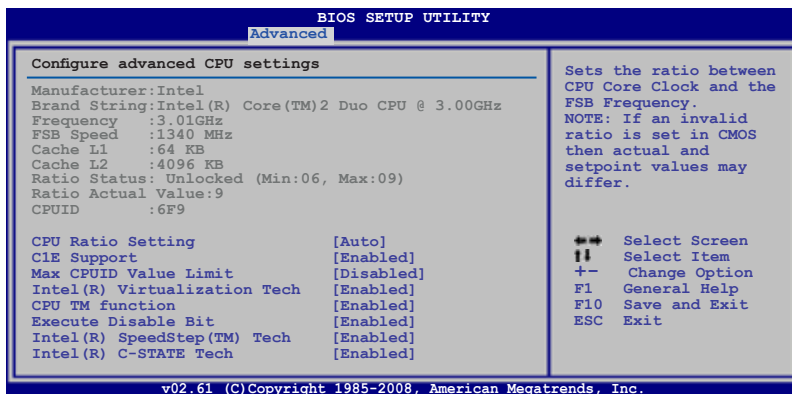 BIOS SETUP UTILITY
Advanced
Configure advanced CPU settings
Manufacturer:Intel
Brand String:Intel(R) Core(TM)2 Duo CPU @ 3.00GHz
Frequency :3.01GHz
FSB Speed :1340 MHz
Cache L1 :64 KB
Cache L2 :4096 KB
Ratio Status: Unlocked (Min:06, Max:09)
Ratio Actual Value:9
CPUID :6F9
CPU Ratio Setting [Auto]
C1E Support [Enabled]
Max CPUID Value Limit [Disabled]
Intel(R) Virtualization Tech [Enabled]
CPU TM function [Enabled]
Execute Disable Bit [Enabled]
Intel(R) SpeedStep(TM) Tech [Enabled]
Intel(R) C-STATE Tech [Enabled]
Sets the ratio between
CPU Core Clock and the
FSB Frequency.
NOTE: If an invalid
ratio is set in CMOS
then actual and
setpoint values may
differ.
←→ Select Screen
↑↓ Select Item
+- Change Option
F1 General Help
F10 Save and Exit
ESC Exit
v02.61 (C)Copyright 1985-2008, American Megatrends, Inc.